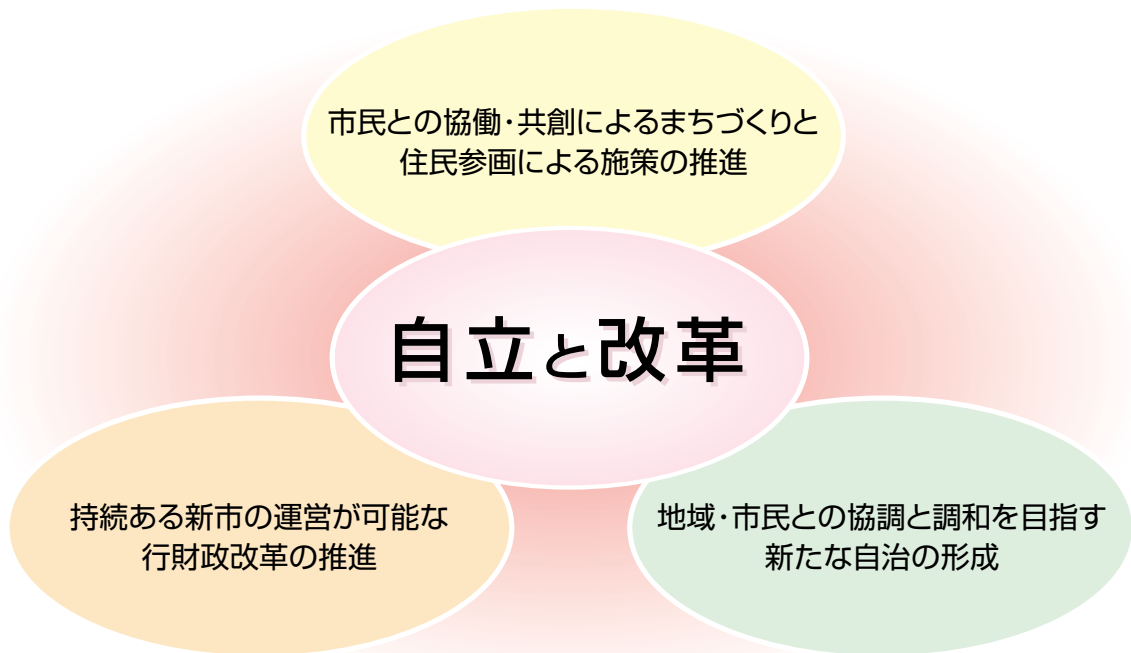 市民との協働・共創によるまちづくりと
住民参画による施策の推進
自立と改革
持続ある新市の運営が可能な
行財政改革の推進
地域・市民との協調と調和を目指す
新たな自治の形成